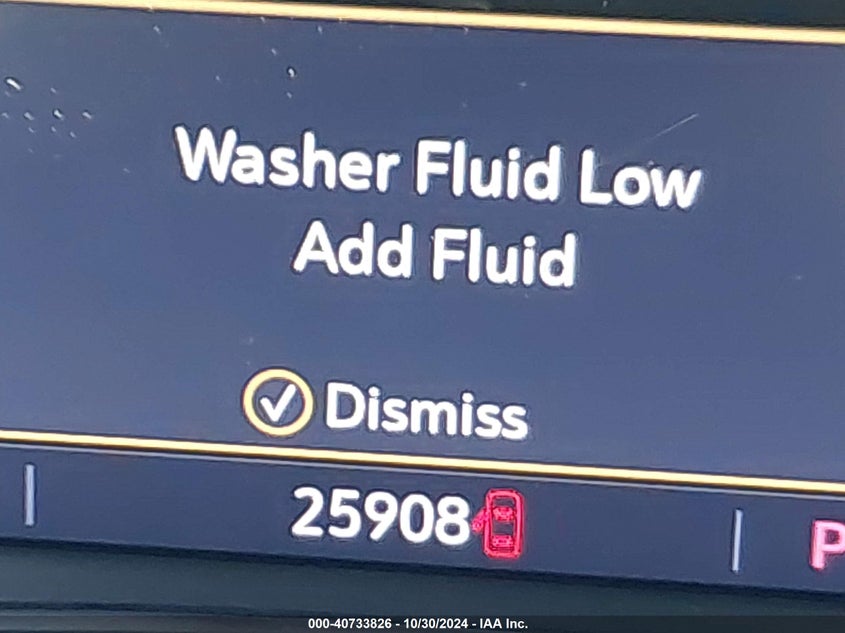 Washer Fluid Low
Add Fluid
Dismiss
25908
P
000-40733826 - 10/30/2024 - IAA Inc.